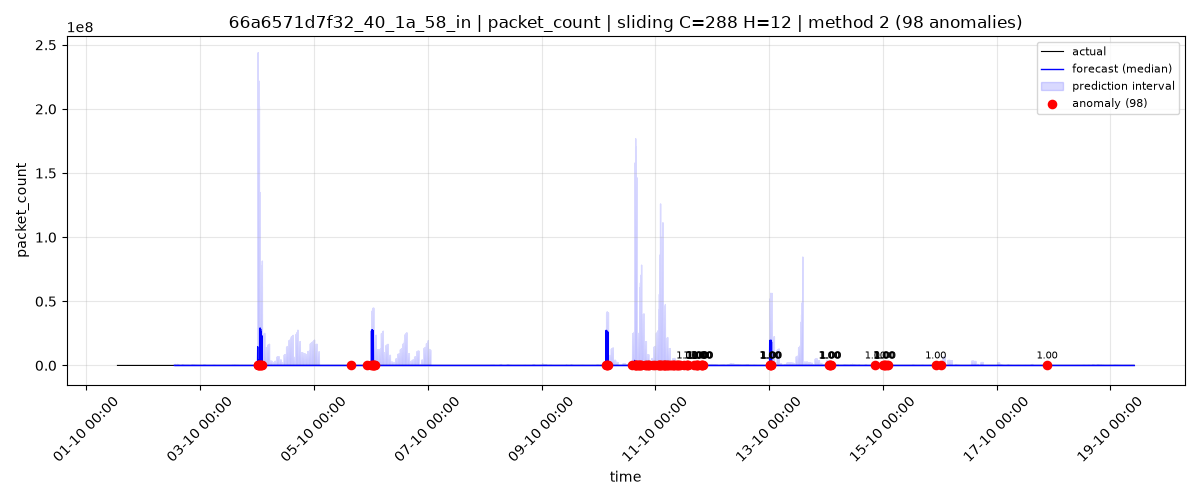 66a6571d7f32_40_1a_58_in | packet_count | sliding C=288 H=12 | method 2 (98 anomalies)
1e8
2.5
2.0
1.5
1.0
0.5
0.0
packet_count
actual
forecast (median)
prediction interval
anomaly (98)
1.00
1.00
1.00
1.00
1.00
1.00
01-10 00:00
03-10 00:00
05-10 00:00
07-10 00:00
09-10 00:00
11-10 00:00
13-10 00:00
15-10 00:00
17-10 00:00
19-10 00:00
time